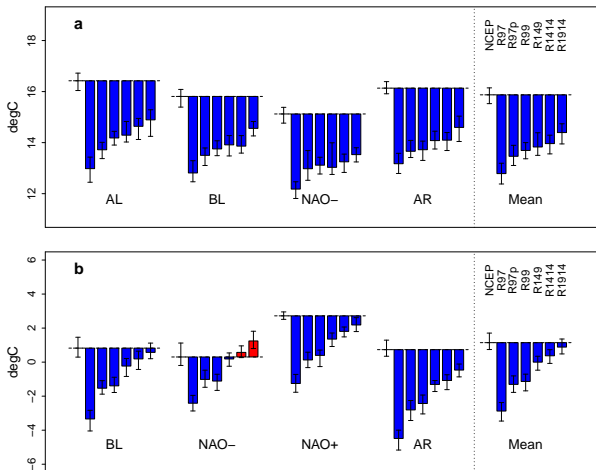 a
NCEP
R97
R97p
R99
R149
R1414
R1914
degC
18
16
14
12
AL
BL
NAO−
AR
Mean
b
NCEP
R97
R97p
R99
R149
R1414
R1914
degC
6
4
2
0
−2
−4
−6
BL
NAO−
NAO+
AR
Mean